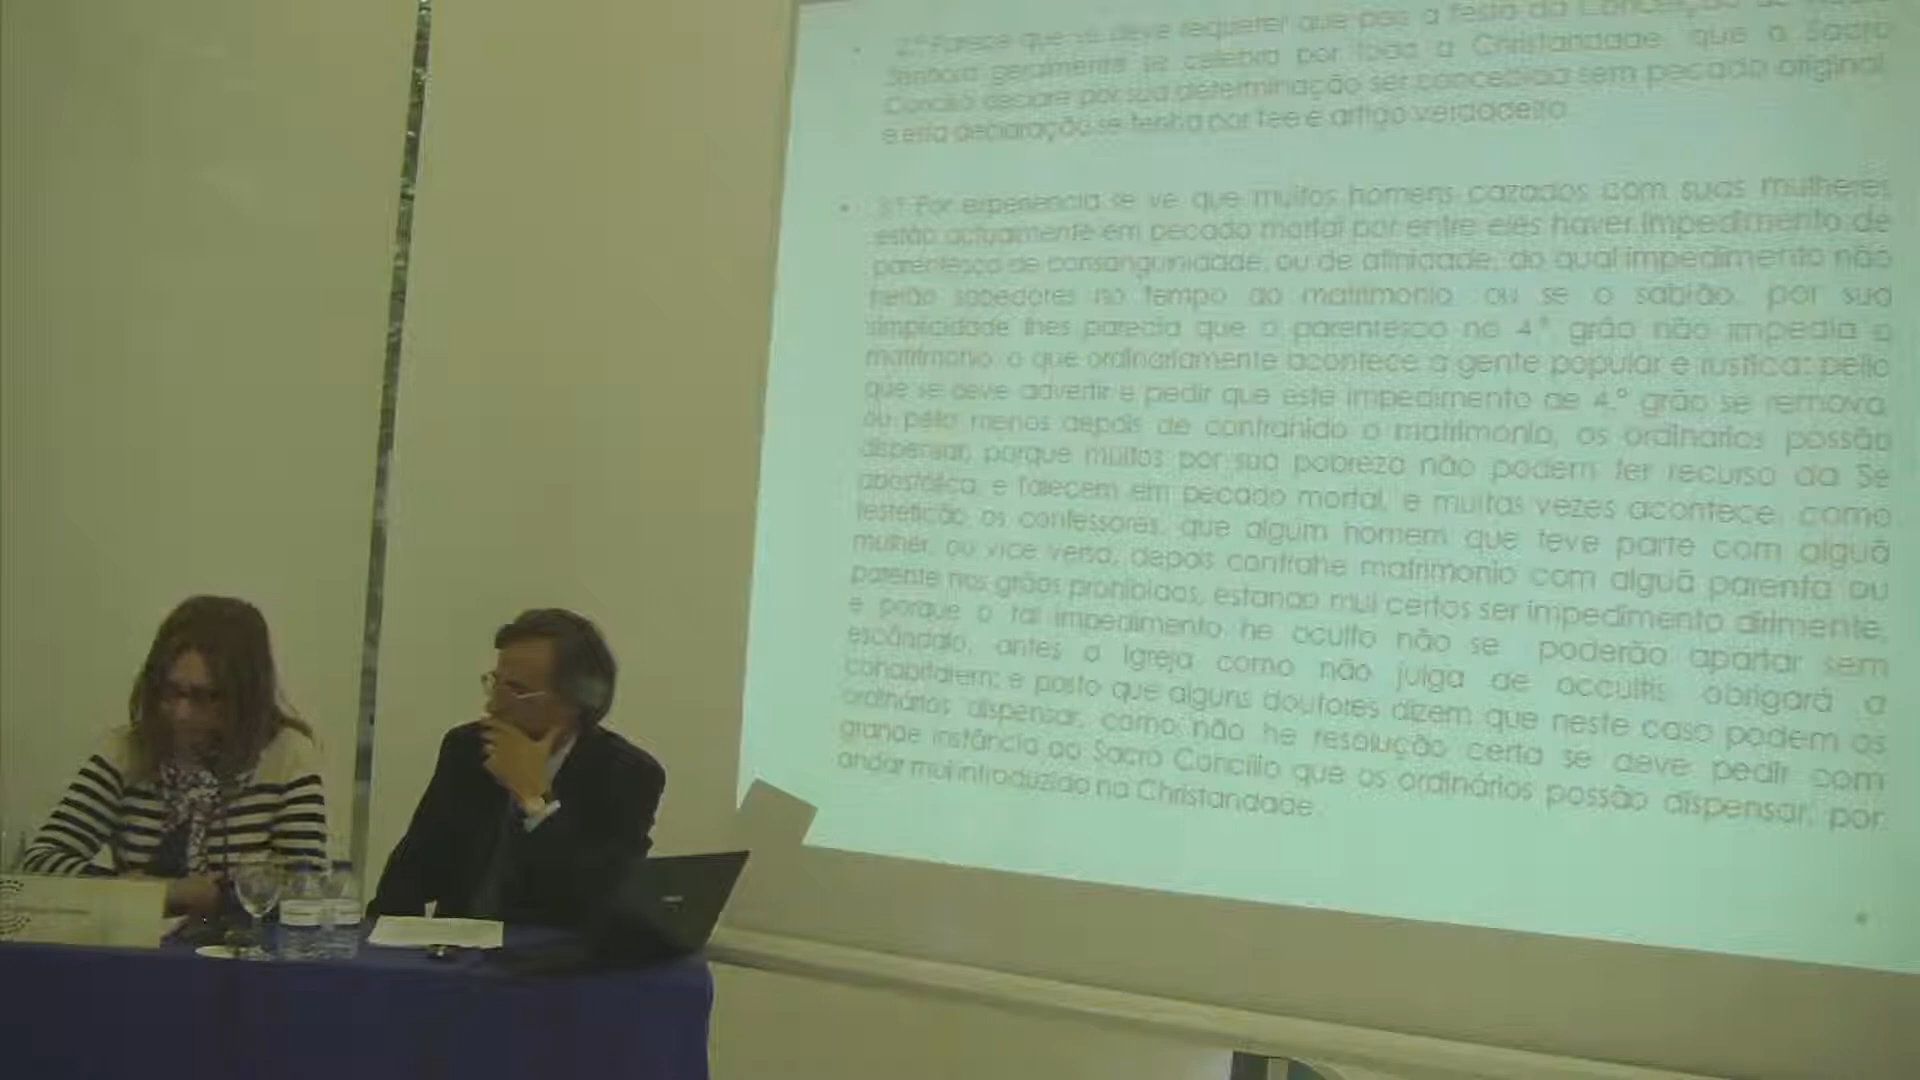 2.º Parece que se deve requerer que pois a festa da Conceição de Nossa
Senhora geralmente se celebra por toda a Christandade, que o Sacro
Concilio declare por sua determinação ser concebida sem pecado original,
e esta declaração se tenha por fee e artigo verdadeiro
3.º Por experiencia se ve que muitos homens cazados com suas mulheres
estão actualmente em pecado mortal por entre eles haver impedimento de
parentesco de consanguinidade, ou de afinidade, do qual impedimento não
herão sabedores no tempo do matrimonio, ou se o sabião, por sua
simplicidade lhes parecia que o parentesco no 4.º grão não impedia o
matrimonio, o que ordinariamente acontece a gente popular e rustica: pello
que se deve advertir e pedir que este impedimento de 4.º grão se remova,
ou pelo menos depois de contrahido o matrimonio, os ordinarios possão
dispensar, porque muitos por sua pobreza não podem ter recurso da Se
apostólica, e falecem em pecado mortal, e muitas vezes acontece, como
testeficão os confessores, que algum homem que teve parte com alguã
mulher, ou vice versa, depois contrahe matrimonio com alguã parenta ou
parente nos grãos prohibidos, estando mui certos ser impedimento dirimente,
e porque o tal impedimento he oculto não se poderão apartar sem
escândalo, antes a Igreja como não julga de occultis obrigará a
cohabitarem; e posto que alguns doutores dizem que neste caso podem os
ordinários dispensar, como não he resolução certa se deve pedir com
grande instância ao Sacro Concilio que os ordinários possão dispensar, por
andar mui introduzido na Christandade.